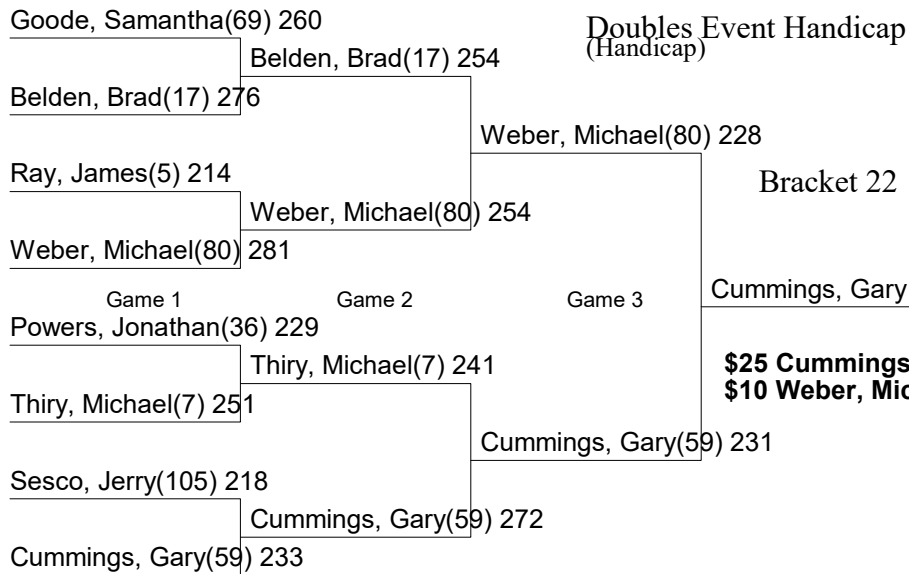 Goode, Samantha(69) 260
Doubles Event Handicap
(Handicap)
Belden, Brad(17) 254
Belden, Brad(17) 276
Weber, Michael(80) 228
Ray, James(5) 214
Bracket 22
Weber, Michael(80) 254
Weber, Michael(80) 281
Game 1
Game 2
Game 3
Cummings, Gary
Powers, Jonathan(36) 229
Thiry, Michael(7) 241
$25 Cummings
$10 Weber, Mic
Thiry, Michael(7) 251
Cummings, Gary(59) 231
Sesco, Jerry(105) 218
Cummings, Gary(59) 272
Cummings, Gary(59) 233